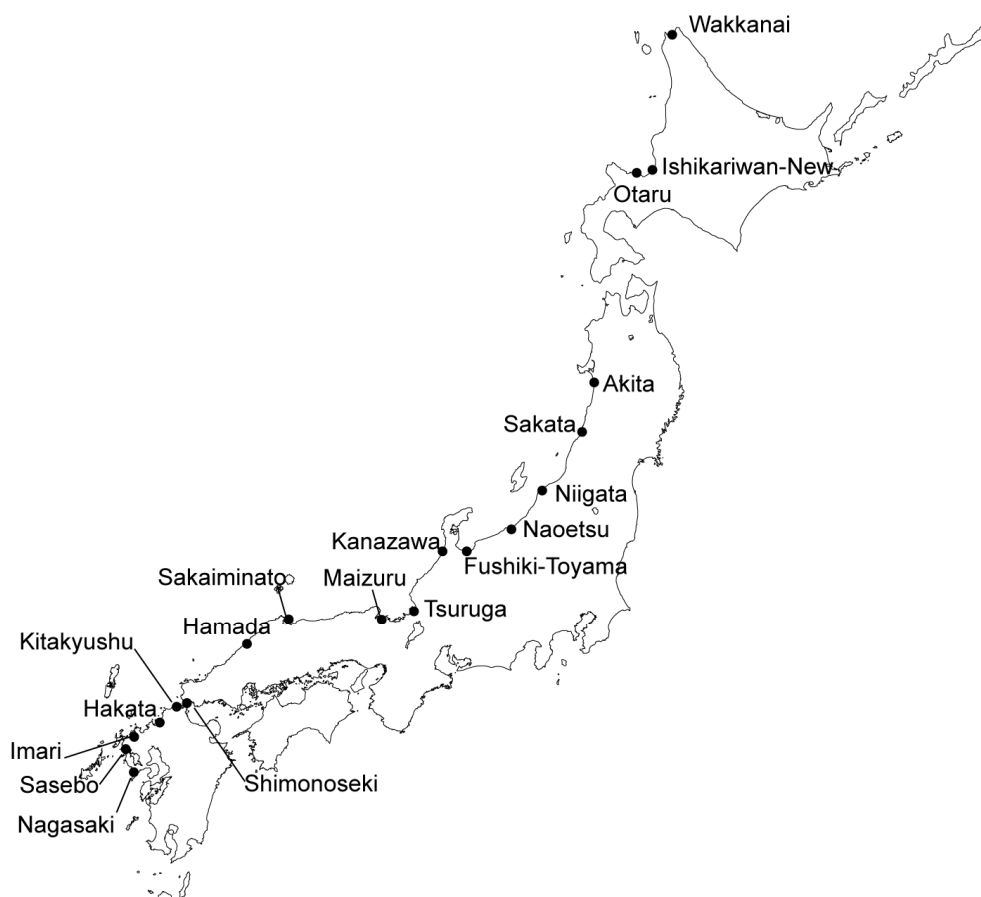 Wakkanai
Ishikariwan-New
Otaru
Akita
Sakata
Niigata
Naoetsu
Kanazawa
Fushiki-Toyama
Sakaiminato
Maizuru
Tsuruga
Hamada
Kitakyushu
Hakata
Imari
Sasebo
Shimonoseki
Nagasaki